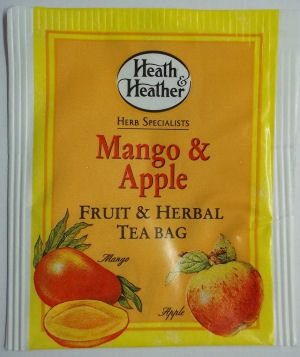 Heath &
Heather
HERB SPECIALISTS
Mango &
Apple
FRUIT & HERBAL
TEA BAG
Mango
Apple